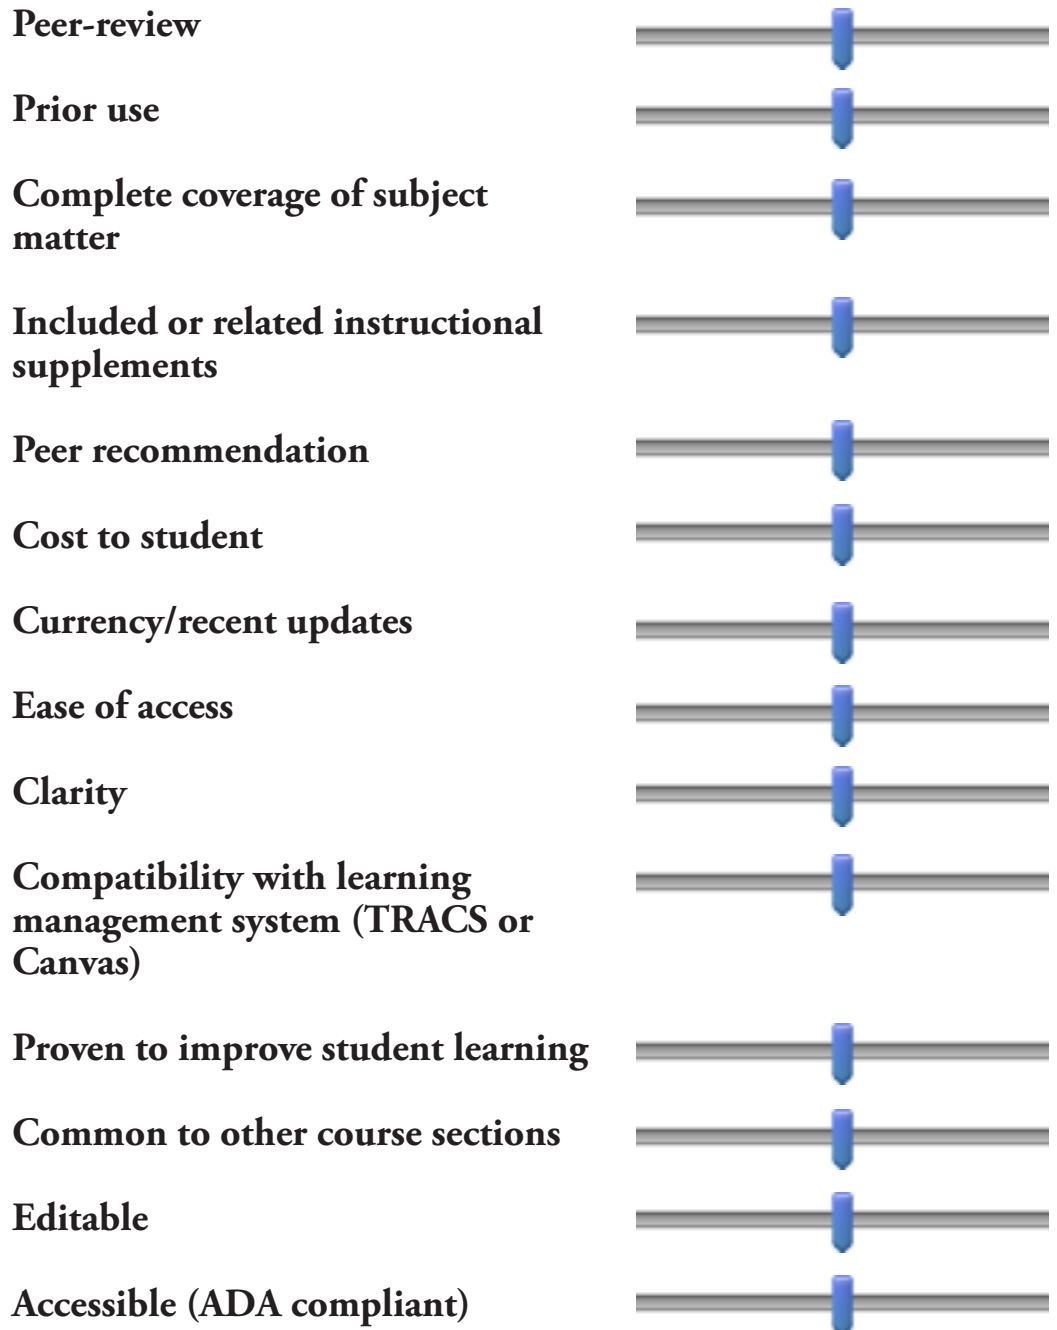 Peer-review
Prior use
Complete coverage of subject
matter
Included or related instructional
supplements
Peer recommendation
Cost to student
Currency/recent updates
Ease of access
Clarity
Compatibility with learning
management system (TRACS or
Canvas)
Proven to improve student learning
Common to other course sections
Editable
Accessible (ADA compliant)